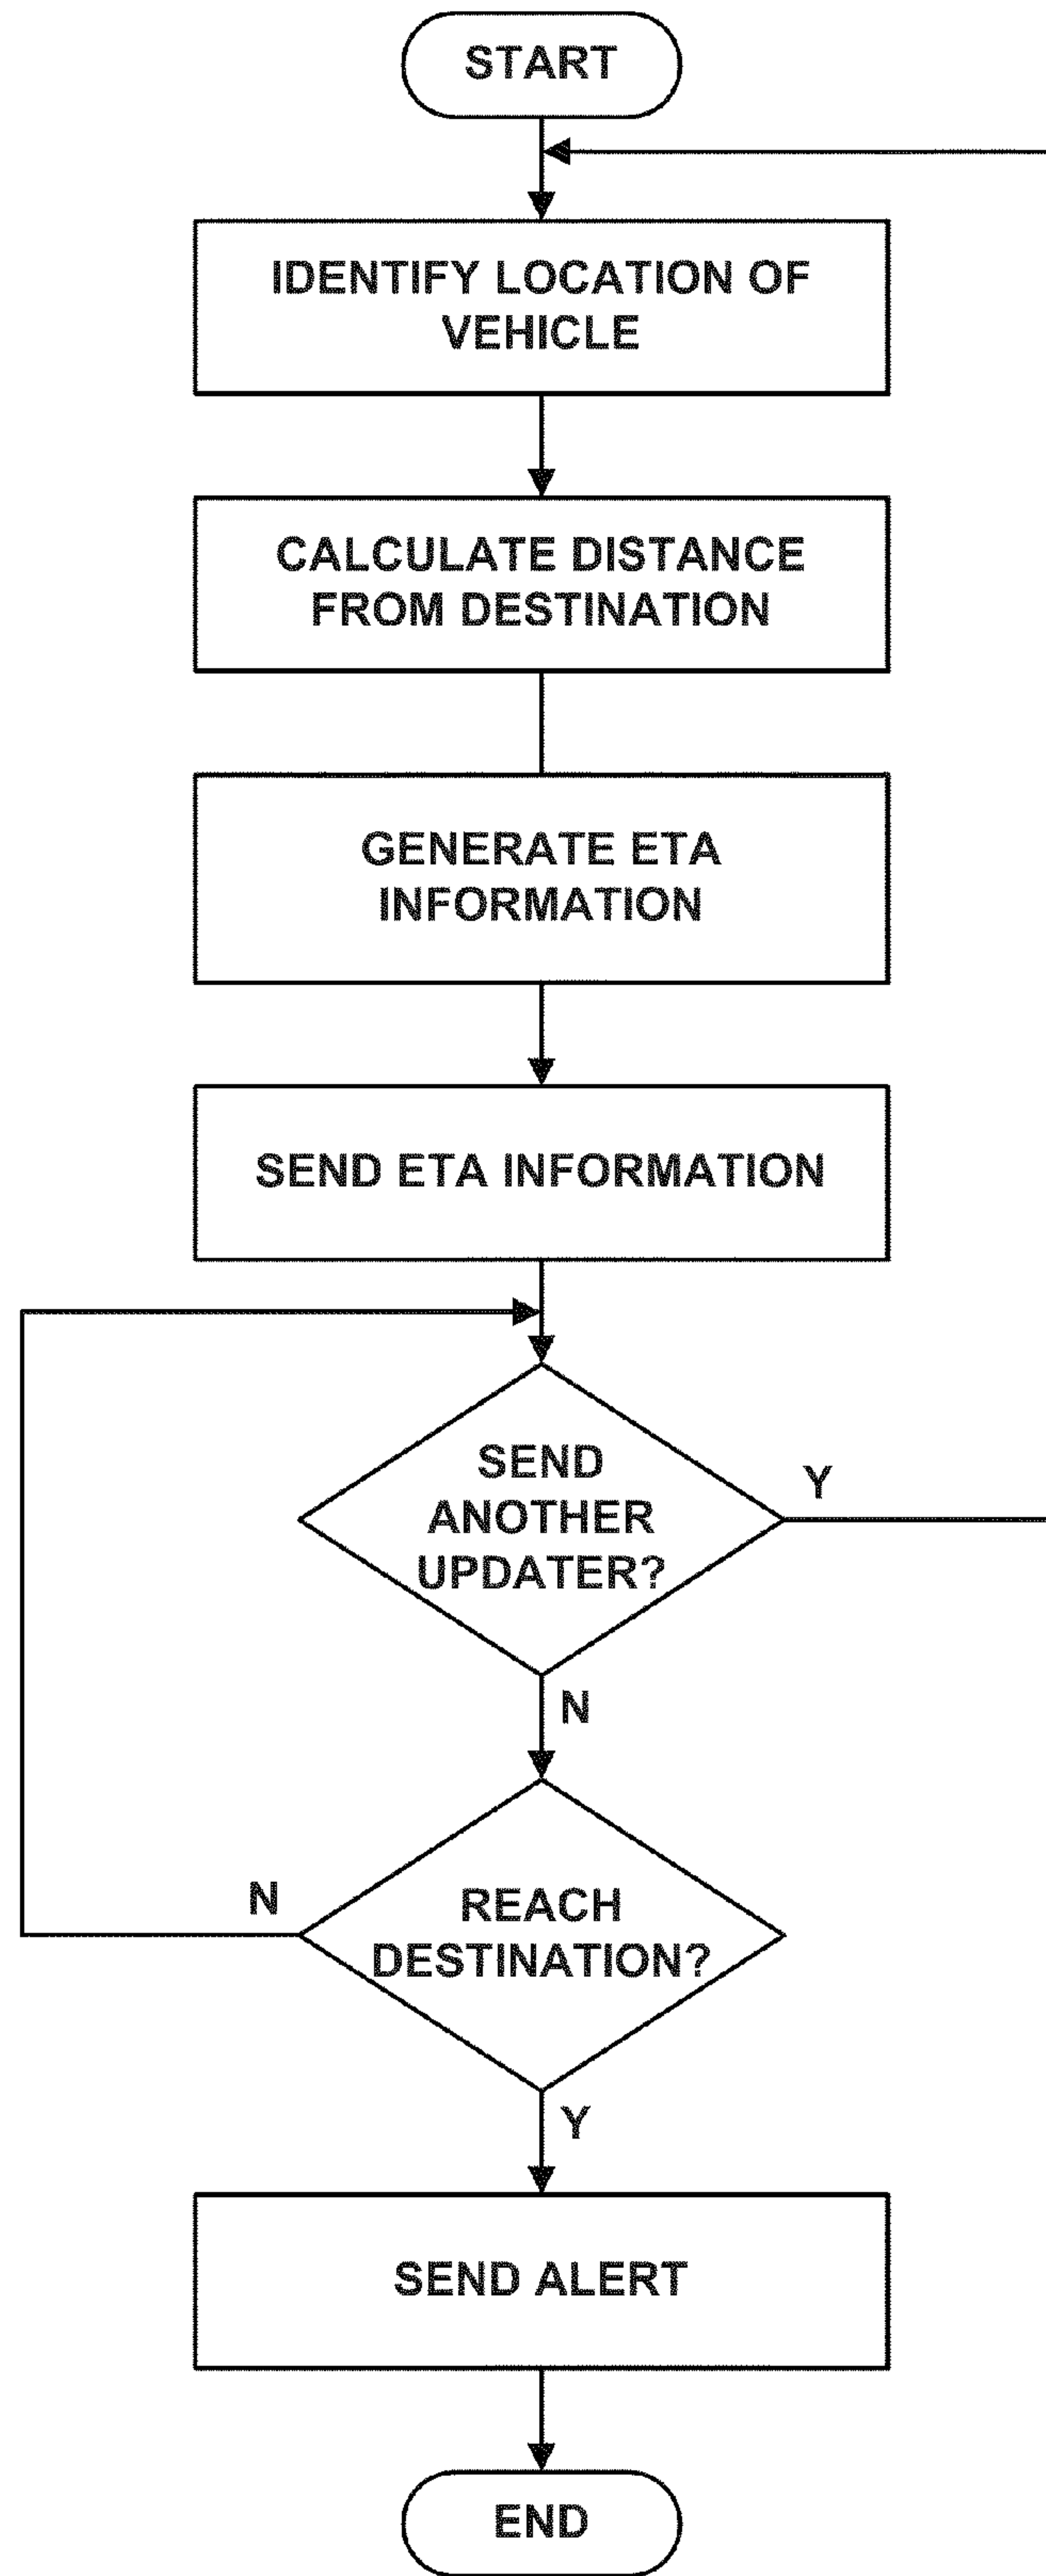 START
IDENTIFY LOCATION OF
VEHICLE
CALCULATE DISTANCE
FROM DESTINATION
GENERATE ETA
INFORMATION
SEND ETA INFORMATION
SEND
ANOTHER
UPDATER?
Y
N
REACH
DESTINATION?
N
Y
SEND ALERT
END